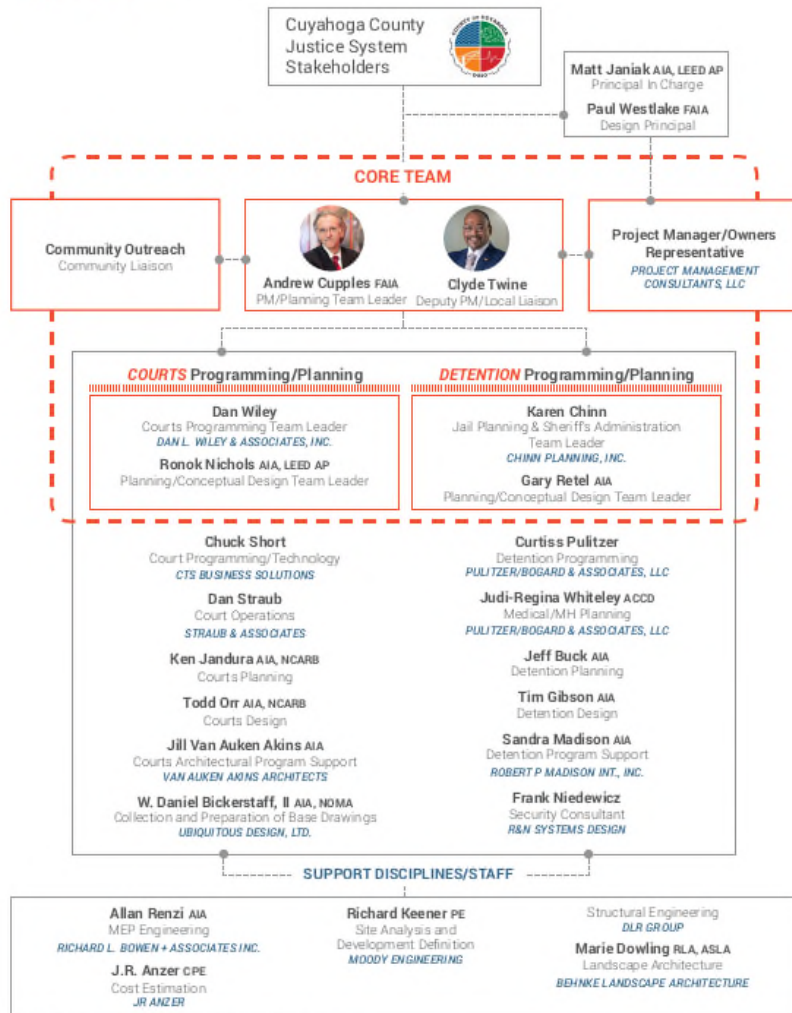 Cuyahoga County
Justice System
Stakeholders
COUNTY OF CUYAHOGA
OHIO
Matt Janiak AIA, LEED AP
Principal In Charge
Paul Westlake FAIA
Design Principal
CORE TEAM
Community Outreach
Community Liaison
Andrew Cupples FAIA
PM/Planning Team Leader
Clyde Twine
Deputy PM/Local Liaison
Project Manager/Owners
Representative
PROJECT MANAGEMENT
CONSULTANTS, LLC
COURTS Programming/Planning
Dan Wiley
Courts Programming Team Leader
DAN L. WILEY & ASSOCIATES, INC.
Ronok Nichols AIA, LEED AP
Planning/Conceptual Design Team Leader
DETENTION Programming/Planning
Karen Chinn
Jail Planning & Sheriff's Administration
Team Leader
CHINN PLANNING, INC.
Gary Retel AIA
Planning/Conceptual Design Team Leader
Chuck Short
Court Programming/Technology
CTS BUSINESS SOLUTIONS
Dan Straub
Court Operations
STRAUB & ASSOCIATES
Ken Jandura AIA, NCARB
Courts Planning
Todd Orr AIA, NCARB
Courts Design
Jill Van Auken Akins AIA
Courts Architectural Program Support
VAN AUKEN AKINS ARCHITECTS
W. Daniel Bickerstaff, II AIA, NOMA
Collection and Preparation of Base Drawings
UBIQUITOUS DESIGN, LTD.
Curtiss Pulitzer
Detention Programming
PULITZER/BOGARD & ASSOCIATES, LLC
Judi-Regina Whiteley ACCD
Medical/MH Planning
PULITZER/BOGARD & ASSOCIATES, LLC
Jeff Buck AIA
Detention Planning
Tim Gibson AIA
Detention Design
Sandra Madison AIA
Detention Program Support
ROBERT P MADISON INT., INC.
Frank Niedewicz
Security Consultant
R&N SYSTEMS DESIGN
SUPPORT DISCIPLINES/STAFF
Allan Renzi AIA
MEP Engineering
RICHARD L. BOWEN + ASSOCIATES INC.
J.R. Anzer CPE
Cost Estimation
JR ANZER
Richard Keener PE
Site Analysis and
Development Definition
MOODY ENGINEERING
Structural Engineering
DLR GROUP
Marie Dowling RLA, ASLA
Landscape Architecture
BEHNKE LANDSCAPE ARCHITECTURE